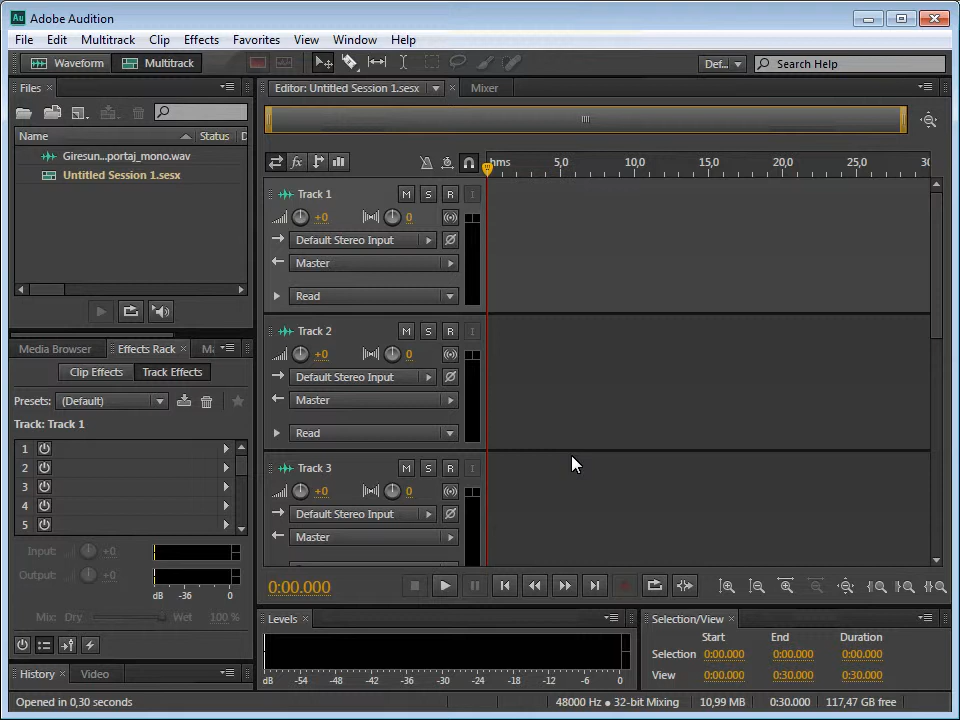 Au Adobe Audition
File Edit Multitrack Clip Effects Favorites View Window Help
Waveform Multitrack Def... Search Help
Files Editor: Untitled Session 1.sesx Mixer
Name Status D
Giresun...portaj_mono.wav
Untitled Session 1.sesx
fx hms 5,0 10,0 15,0 20,0 25,0 30
Track 1 M S R I
+0 0
Default Stereo Input
Master
Read
Track 2 M S R I
+0 0
Default Stereo Input
Master
Read
Track 3 M S R I
+0 0
Default Stereo Input
Master
Media Browser Effects Rack Ma
Clip Effects Track Effects
Presets: (Default)
Track: Track 1
1
2
3
4
5
Input: +0
Output: +0
dB -36 0
Mix: Dry Wet 100 %
0:00.000
History Video
Levels
dB -54 -48 -42 -36 -30 -24 -18 -12 -6 0
Selection/View
Start End Duration
Selection 0:00.000 0:00.000 0:00.000
View 0:00.000 0:30.000 0:30.000
Opened in 0,30 seconds 48000 Hz • 32-bit Mixing 10,99 MB 0:30.000 117,47 GB free